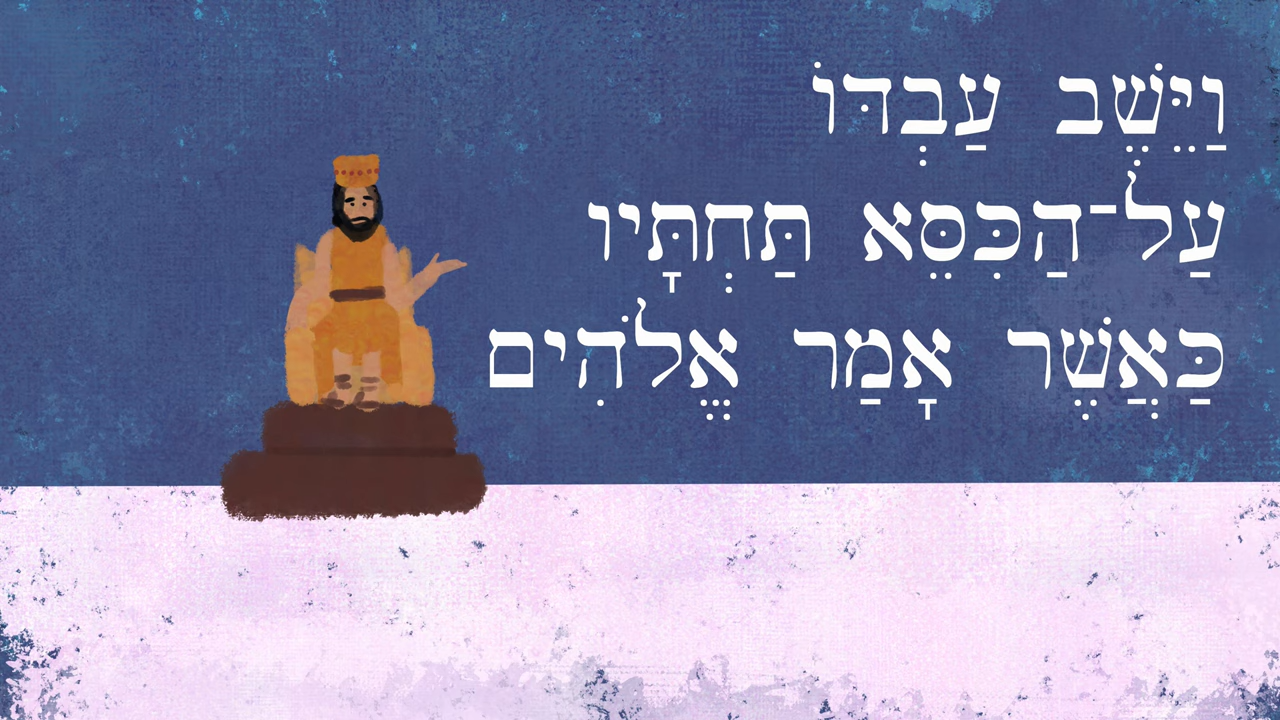 וַיֵּשֶׁב עַבְדּוֹ
עַל־הַכִּסֵּא תַּחְתָּיו
כַּאֲשֶׁר אָמַר אֱלֹהִים